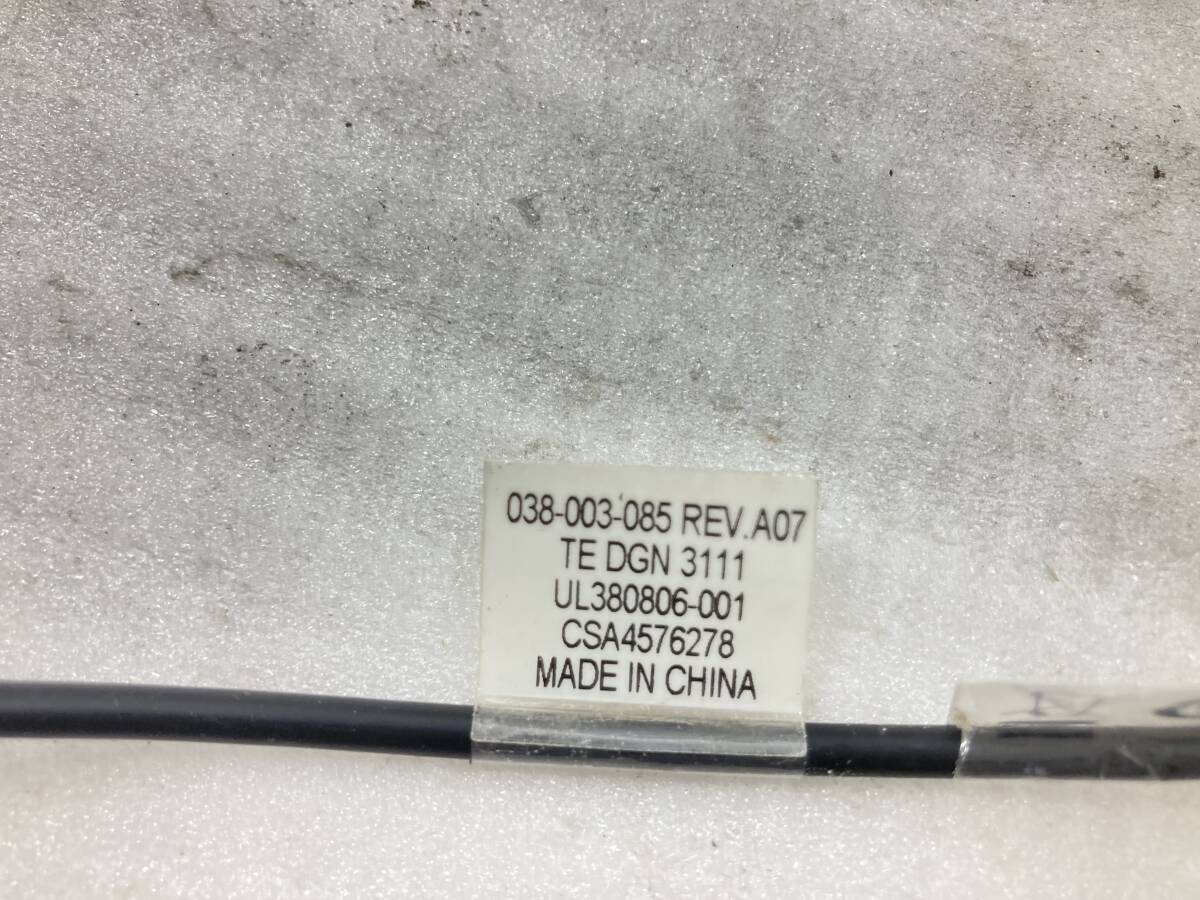 038-003-085 REV.A07
TE DGN 3111
UL380806-001
CSA4576278
MADE IN CHINA